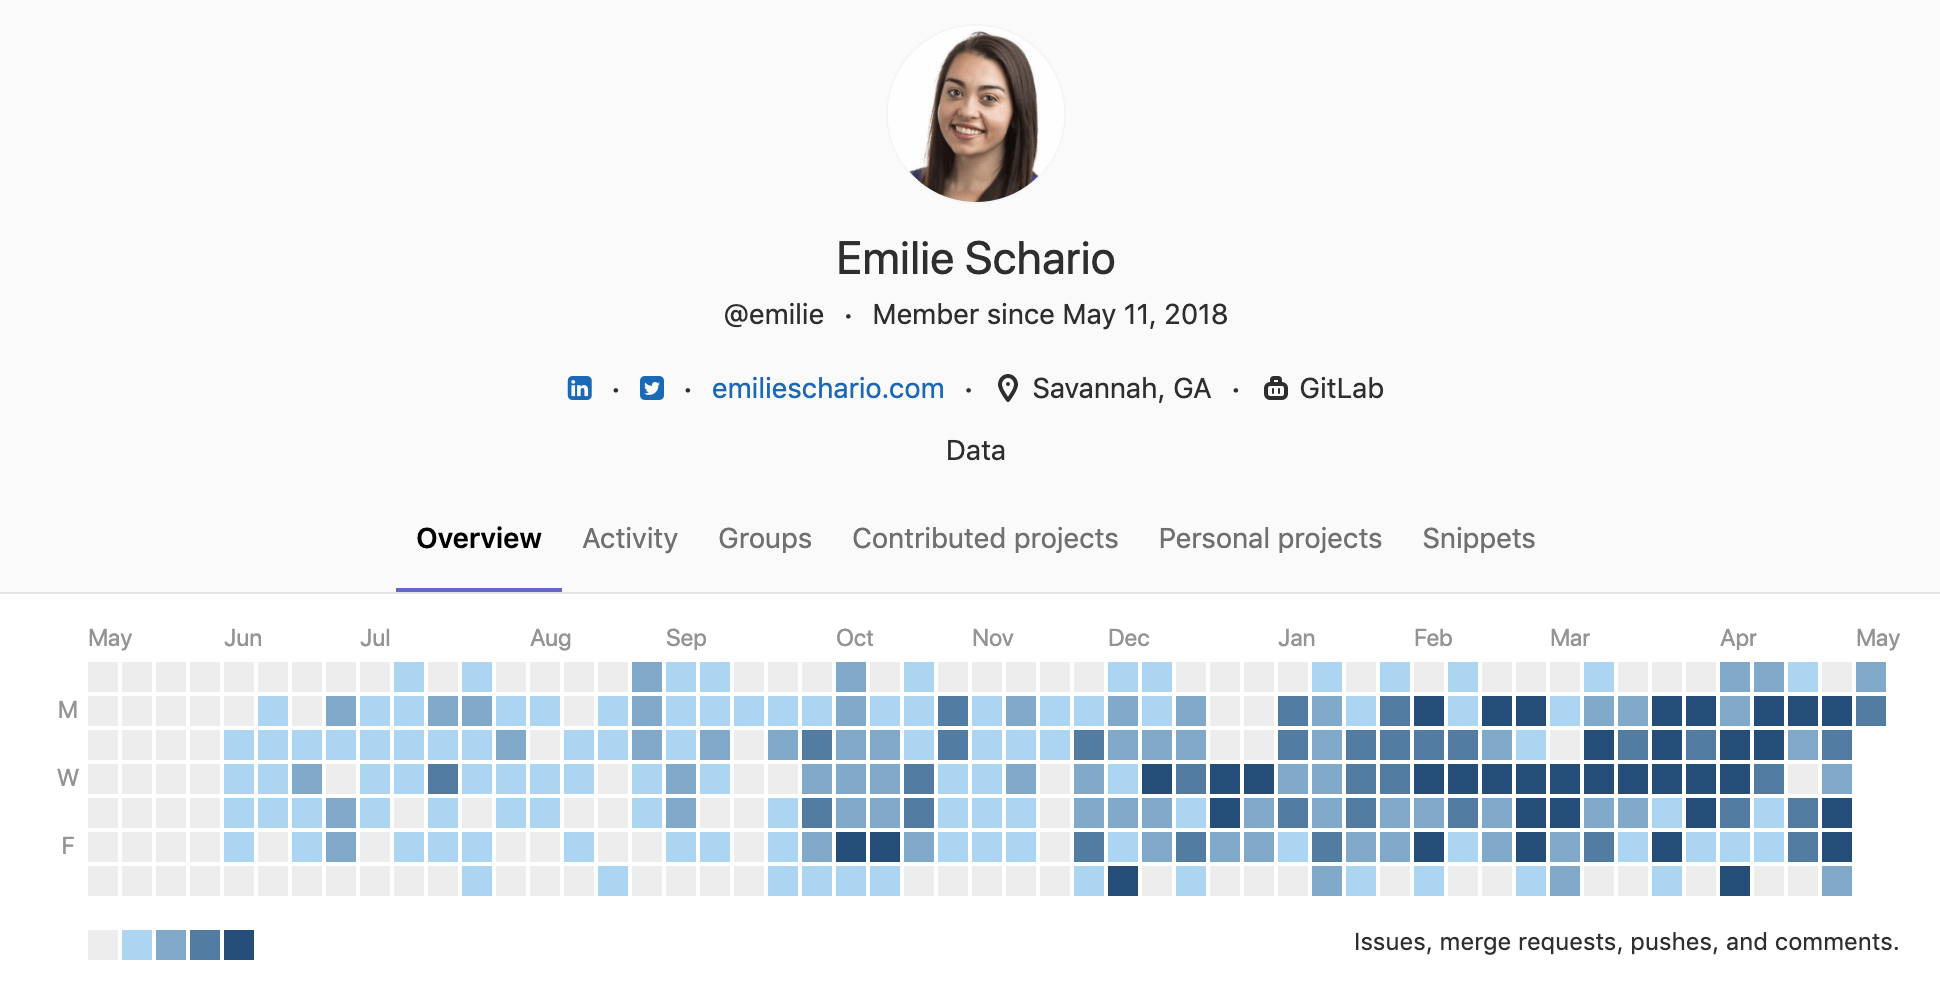 Emilie Schario
@emilie · Member since May 11, 2018
in · · emilieschario.com · Savannah, GA · GitLab
Data
Overview Activity Groups Contributed projects Personal projects Snippets
May Jun Jul Aug Sep Oct Nov Dec Jan Feb Mar Apr May
M
W
F
Issues, merge requests, pushes, and comments.